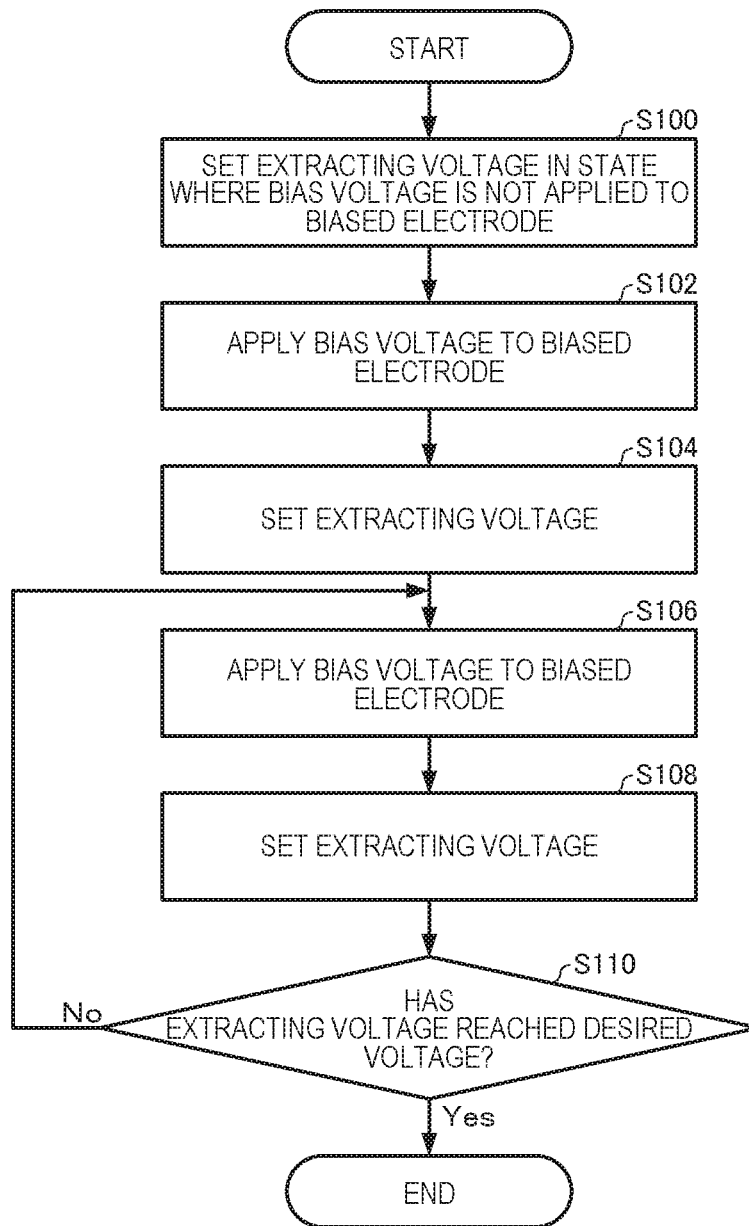 START
S100
SET EXTRACTING VOLTAGE IN STATE
WHERE BIAS VOLTAGE IS NOT APPLIED TO
BIASED ELECTRODE
S102
APPLY BIAS VOLTAGE TO BIASED
ELECTRODE
S104
SET EXTRACTING VOLTAGE
S106
APPLY BIAS VOLTAGE TO BIASED
ELECTRODE
S108
SET EXTRACTING VOLTAGE
S110
HAS
EXTRACTING VOLTAGE REACHED DESIRED
VOLTAGE?
No
Yes
END